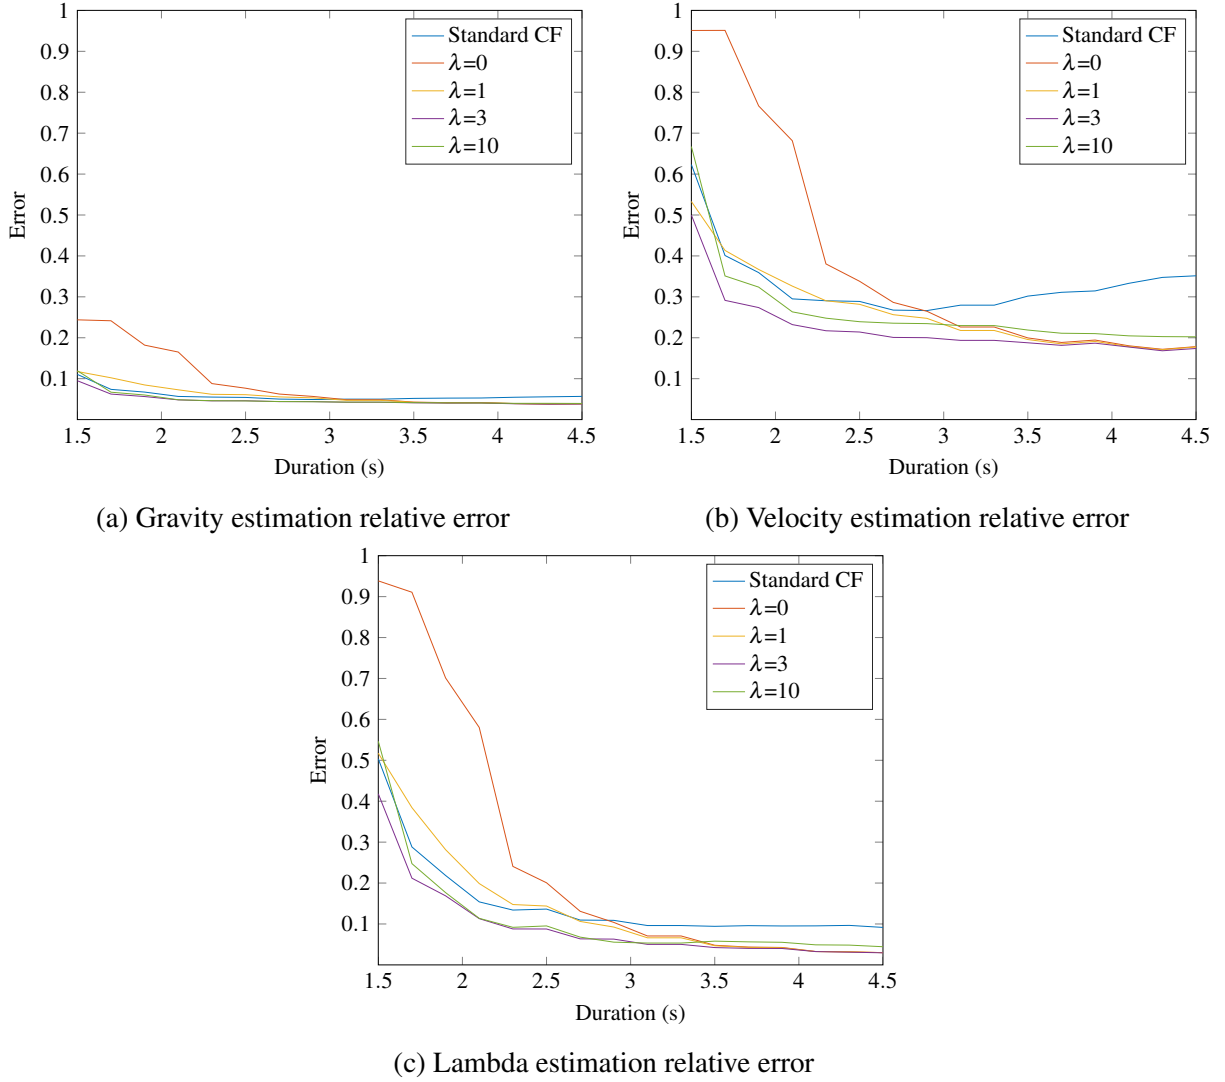 1
0.9
0.8
0.7
0.6
0.5
0.4
0.3
0.2
0.1
Error
1.5 2 2.5 3 3.5 4 4.5
Duration (s)
Standard CF
λ=0
λ=1
λ=3
λ=10
(a) Gravity estimation relative error
1
0.9
0.8
0.7
0.6
0.5
0.4
0.3
0.2
0.1
Error
1.5 2 2.5 3 3.5 4 4.5
Duration (s)
Standard CF
λ=0
λ=1
λ=3
λ=10
(b) Velocity estimation relative error
1
0.9
0.8
0.7
0.6
0.5
0.4
0.3
0.2
0.1
Error
1.5 2 2.5 3 3.5 4 4.5
Duration (s)
Standard CF
λ=0
λ=1
λ=3
λ=10
(c) Lambda estimation relative error